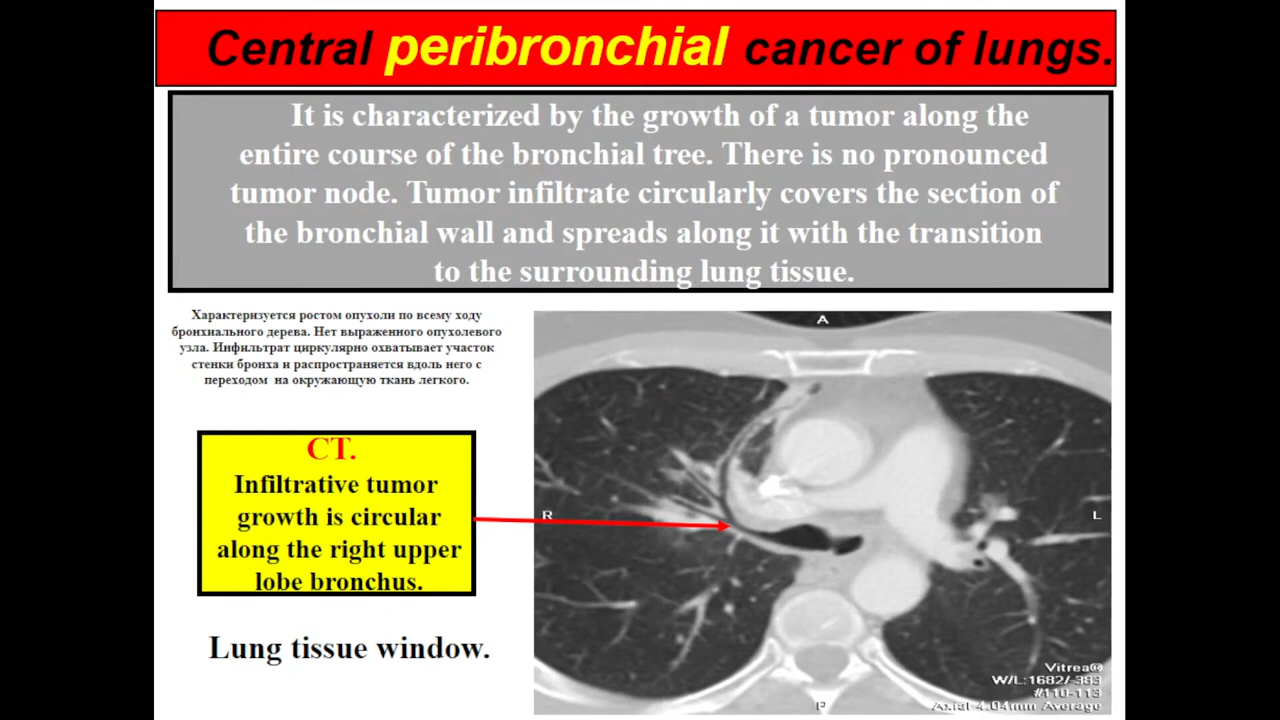 Central peribronchial cancer of lungs.
It is characterized by the growth of a tumor along the
entire course of the bronchial tree. There is no pronounced
tumor node. Tumor infiltrate circularly covers the section of
the bronchial wall and spreads along it with the transition
to the surrounding lung tissue.
Характеризуется ростом опухоли по всему ходу
бронхиального дерева. Нет выраженного опухолевого
узла. Инфильтрат циркулярно охватывает участок
стенки бронха и распространяется вдоль него с
переходом на окружающую ткань легкого.
CT.
Infiltrative tumor
growth is circular
along the right upper
lobe bronchus.
Lung tissue window.
A
R
L
P
Vitrea®
W/L:1682/-383
#110-113
Axial 4.04mm Average